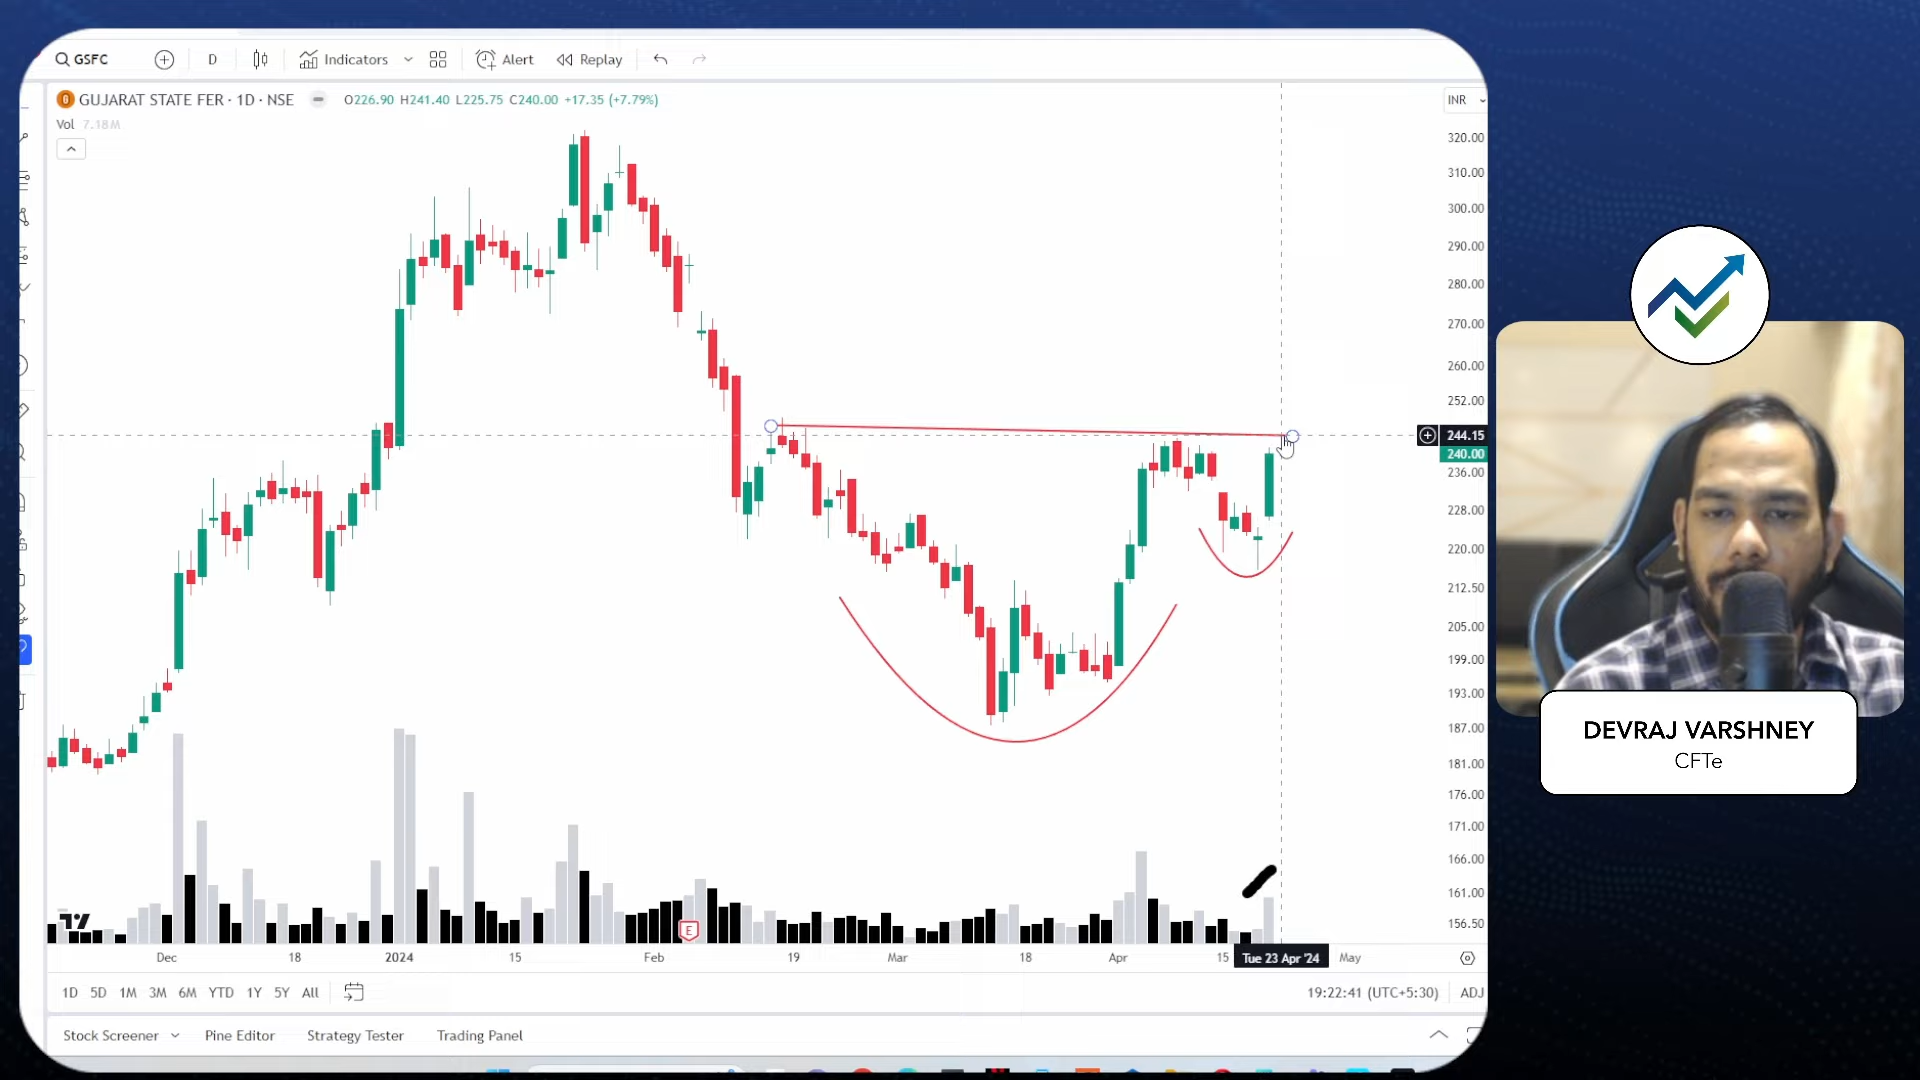 GSFC D Indicators Alert Replay
GUJARAT STATE FER · 1D · NSE O226.90 H241.40 L225.75 C240.00 +17.35 (+7.79%)
INR
Vol 7.18M
320.00
310.00
300.00
290.00
280.00
270.00
260.00
252.00
244.15
240.00
236.00
228.00
220.00
212.50
205.00
199.00
193.00
187.00
181.00
176.00
171.00
166.00
161.00
156.50
E
Dec 18 2024 15 Feb 19 Mar 18 Apr 15 Tue 23 Apr '24 May
1D 5D 1M 3M 6M YTD 1Y 5Y All 19:22:41 (UTC+5:30) ADJ
Stock Screener Pine Editor Strategy Tester Trading Panel
DEVRAJ VARSHNEY
CFTe